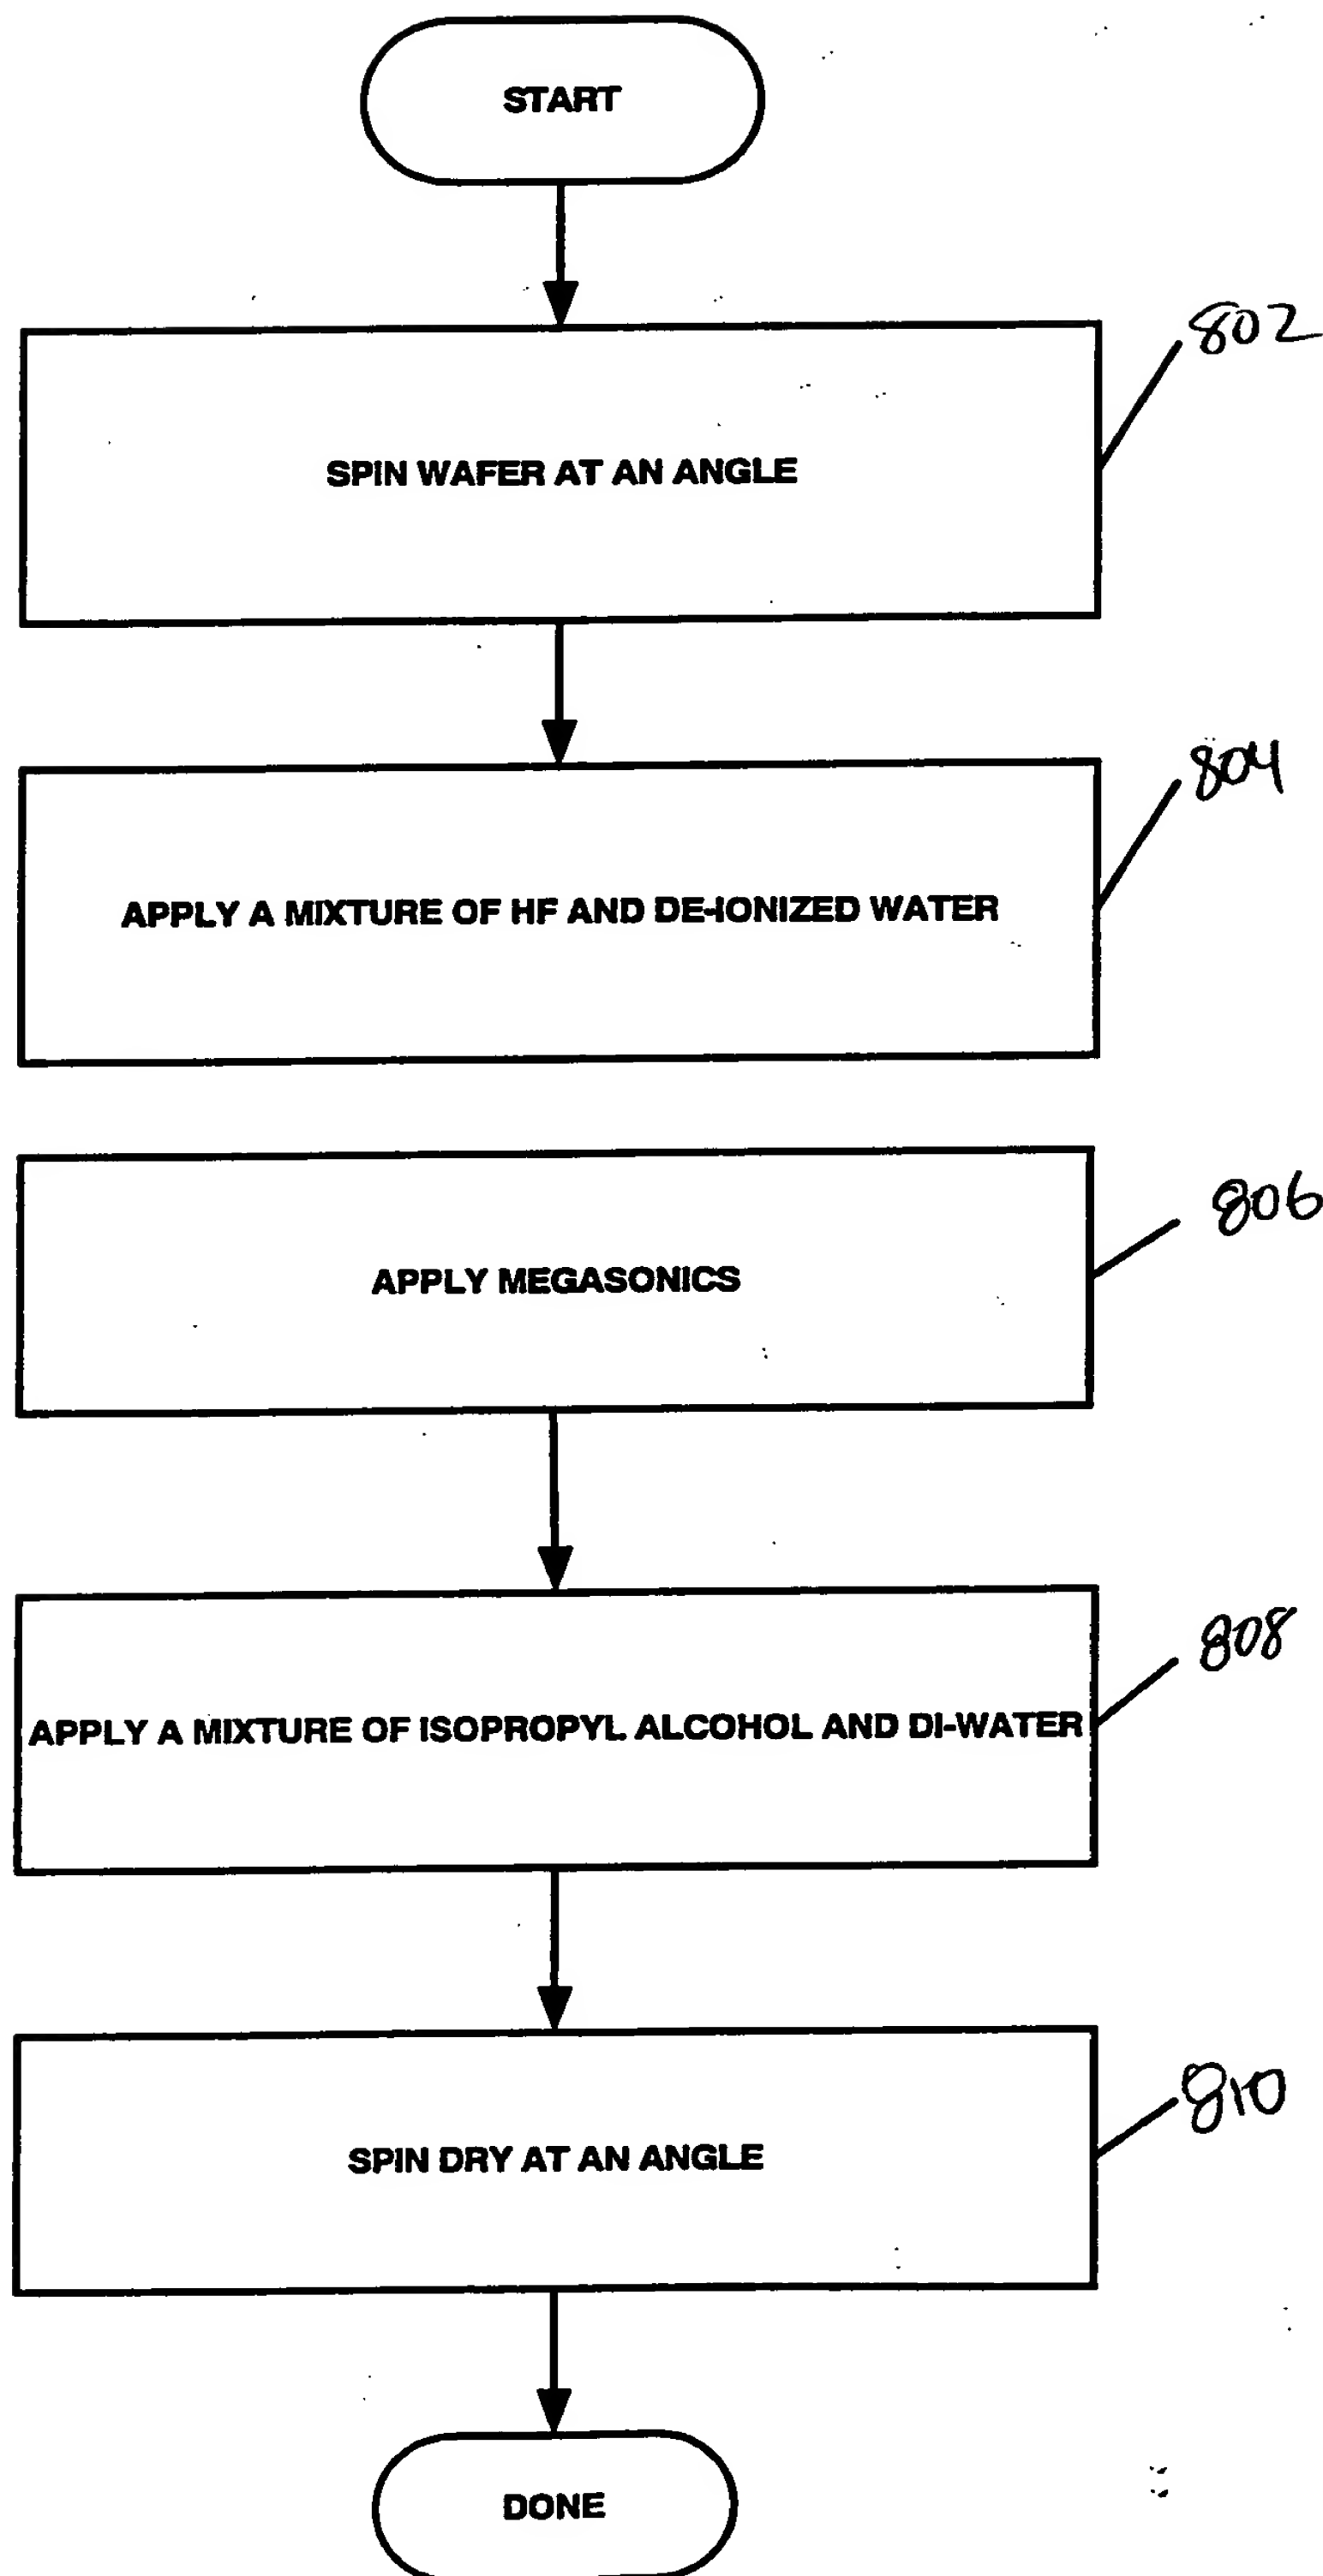 START
802
SPIN WAFER AT AN ANGLE
804
APPLY A MIXTURE OF HF AND DE-IONIZED WATER
806
APPLY MEGASONICS
808
APPLY A MIXTURE OF ISOPROPYL ALCOHOL AND DI-WATER
810
SPIN DRY AT AN ANGLE
DONE